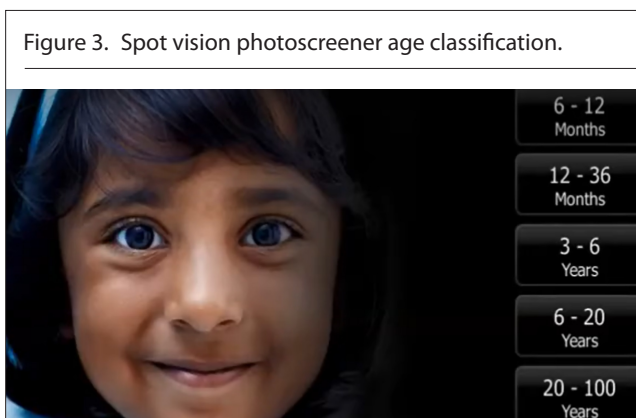 Figure 3. Spot vision photoscreener age classification.
6 - 12
Months
12 - 36
Months
3 - 6
Years
6 - 20
Years
20 - 100
Years